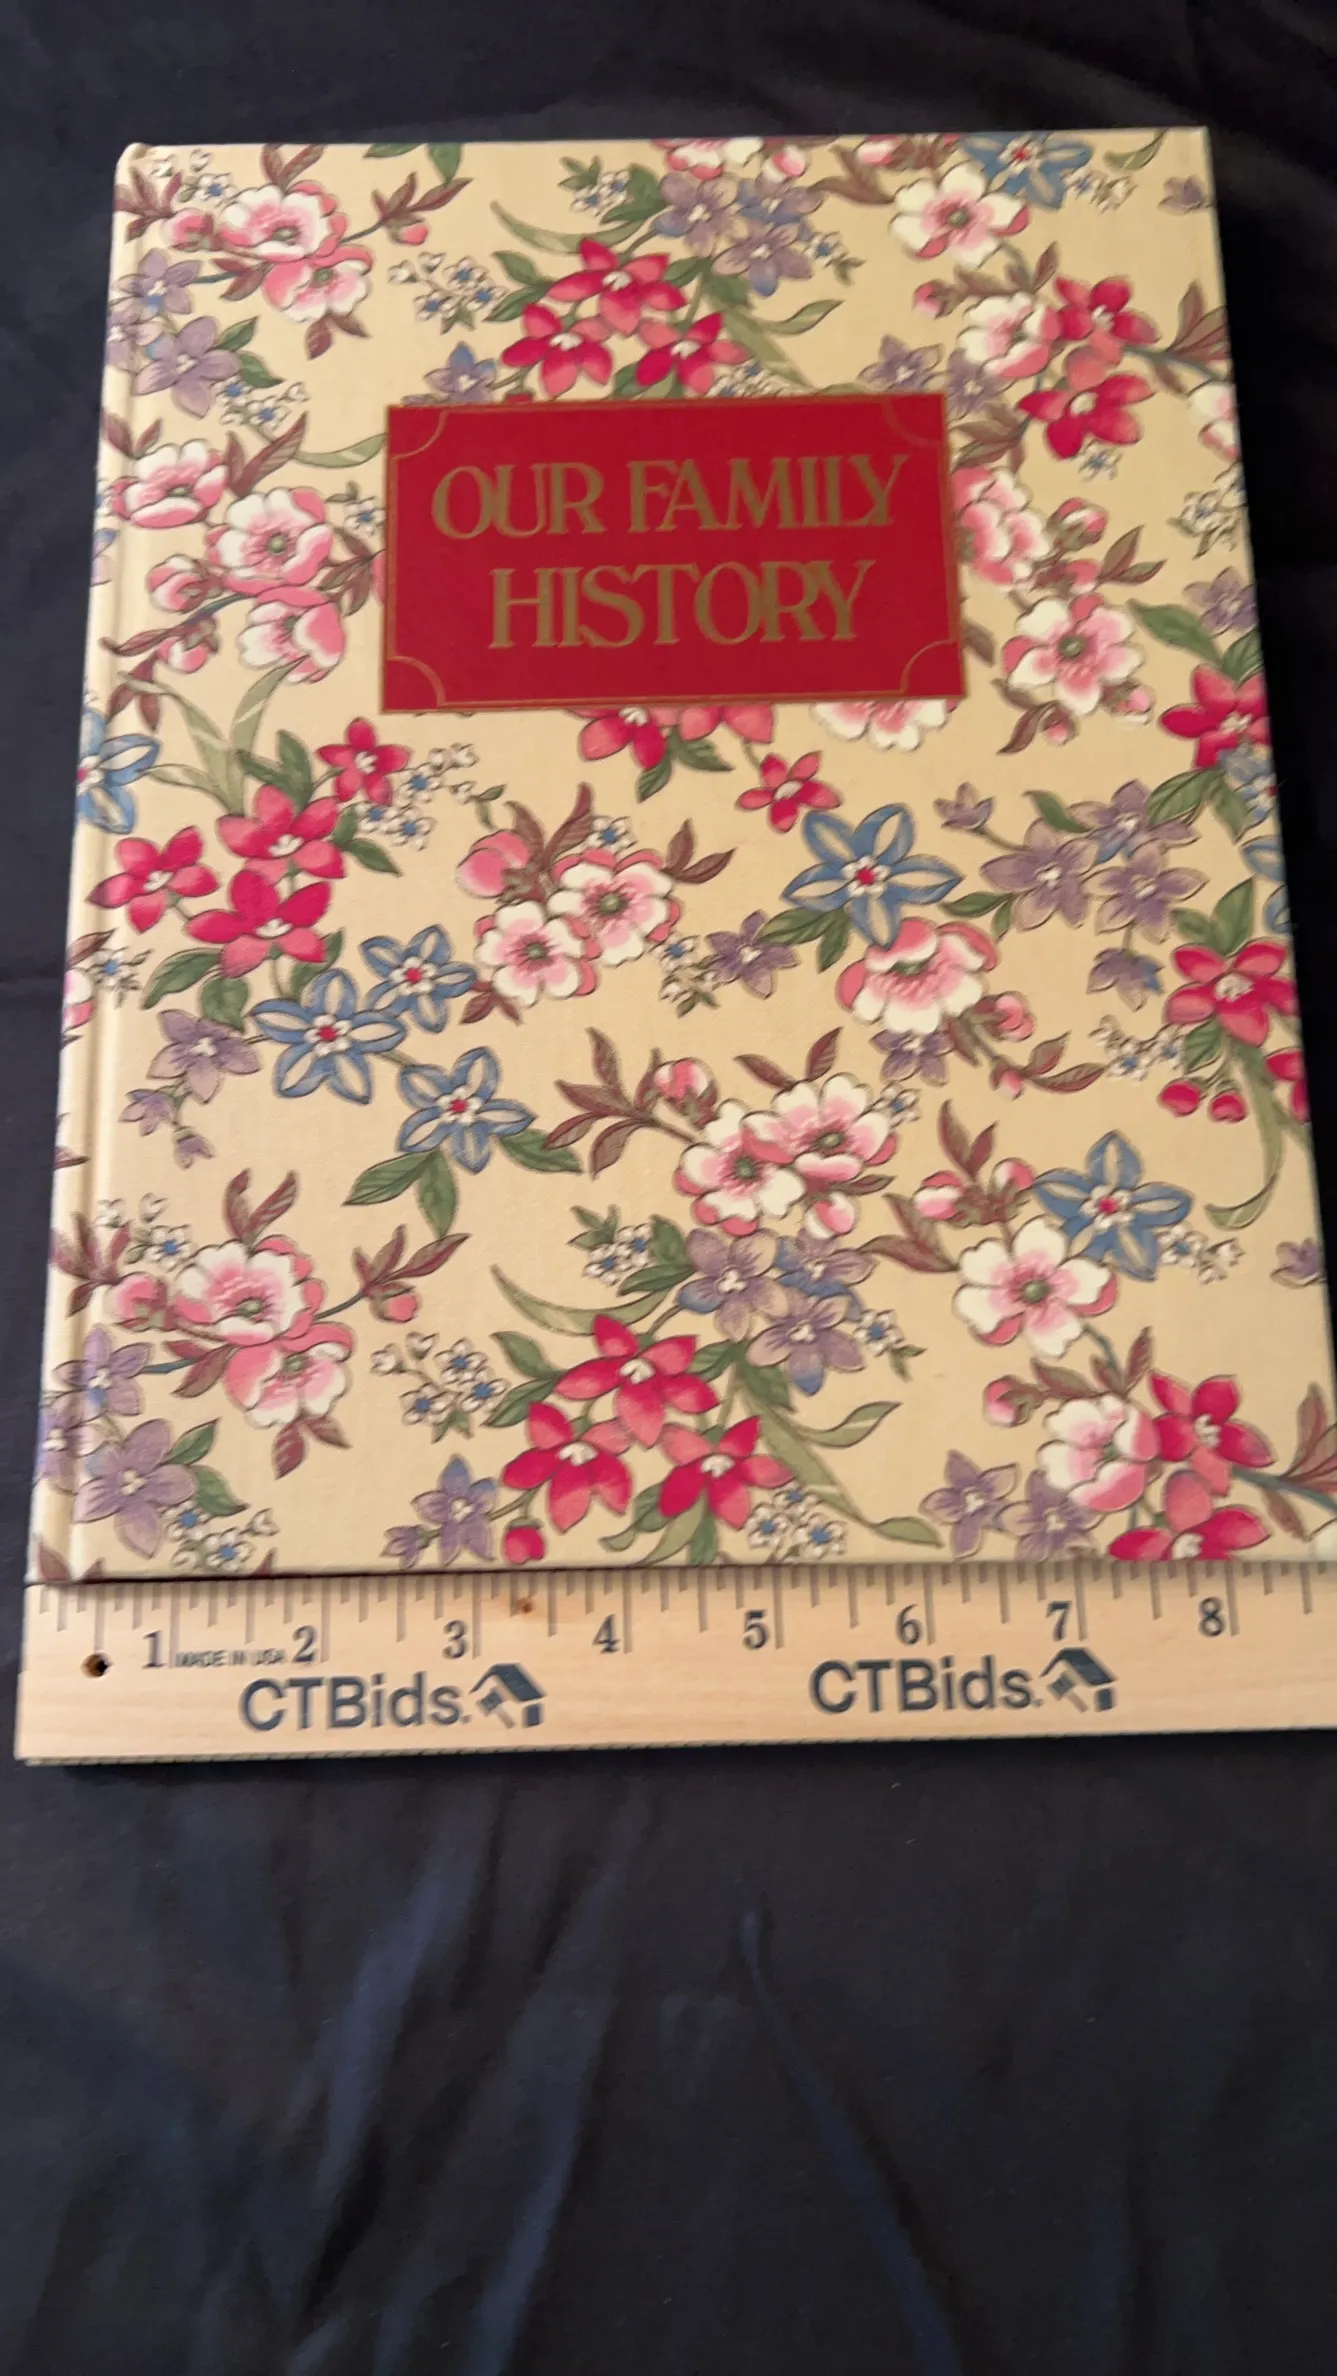 OUR FAMILY
HISTORY
1 2 3 4 5 6 7 8
MADE IN USA
CTBids. CTBids.